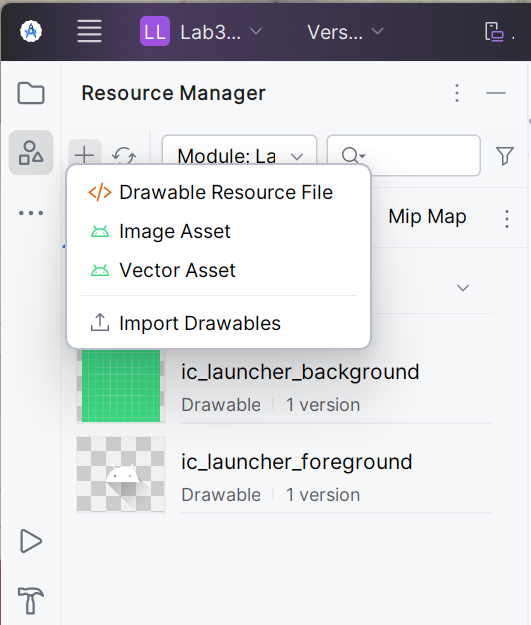 LL Lab3... Vers... .
Resource Manager
Module: La
Drawable Resource File
Image Asset
Vector Asset
Import Drawables
Mip Map
ic_launcher_background
Drawable 1 version
ic_launcher_foreground
Drawable 1 version